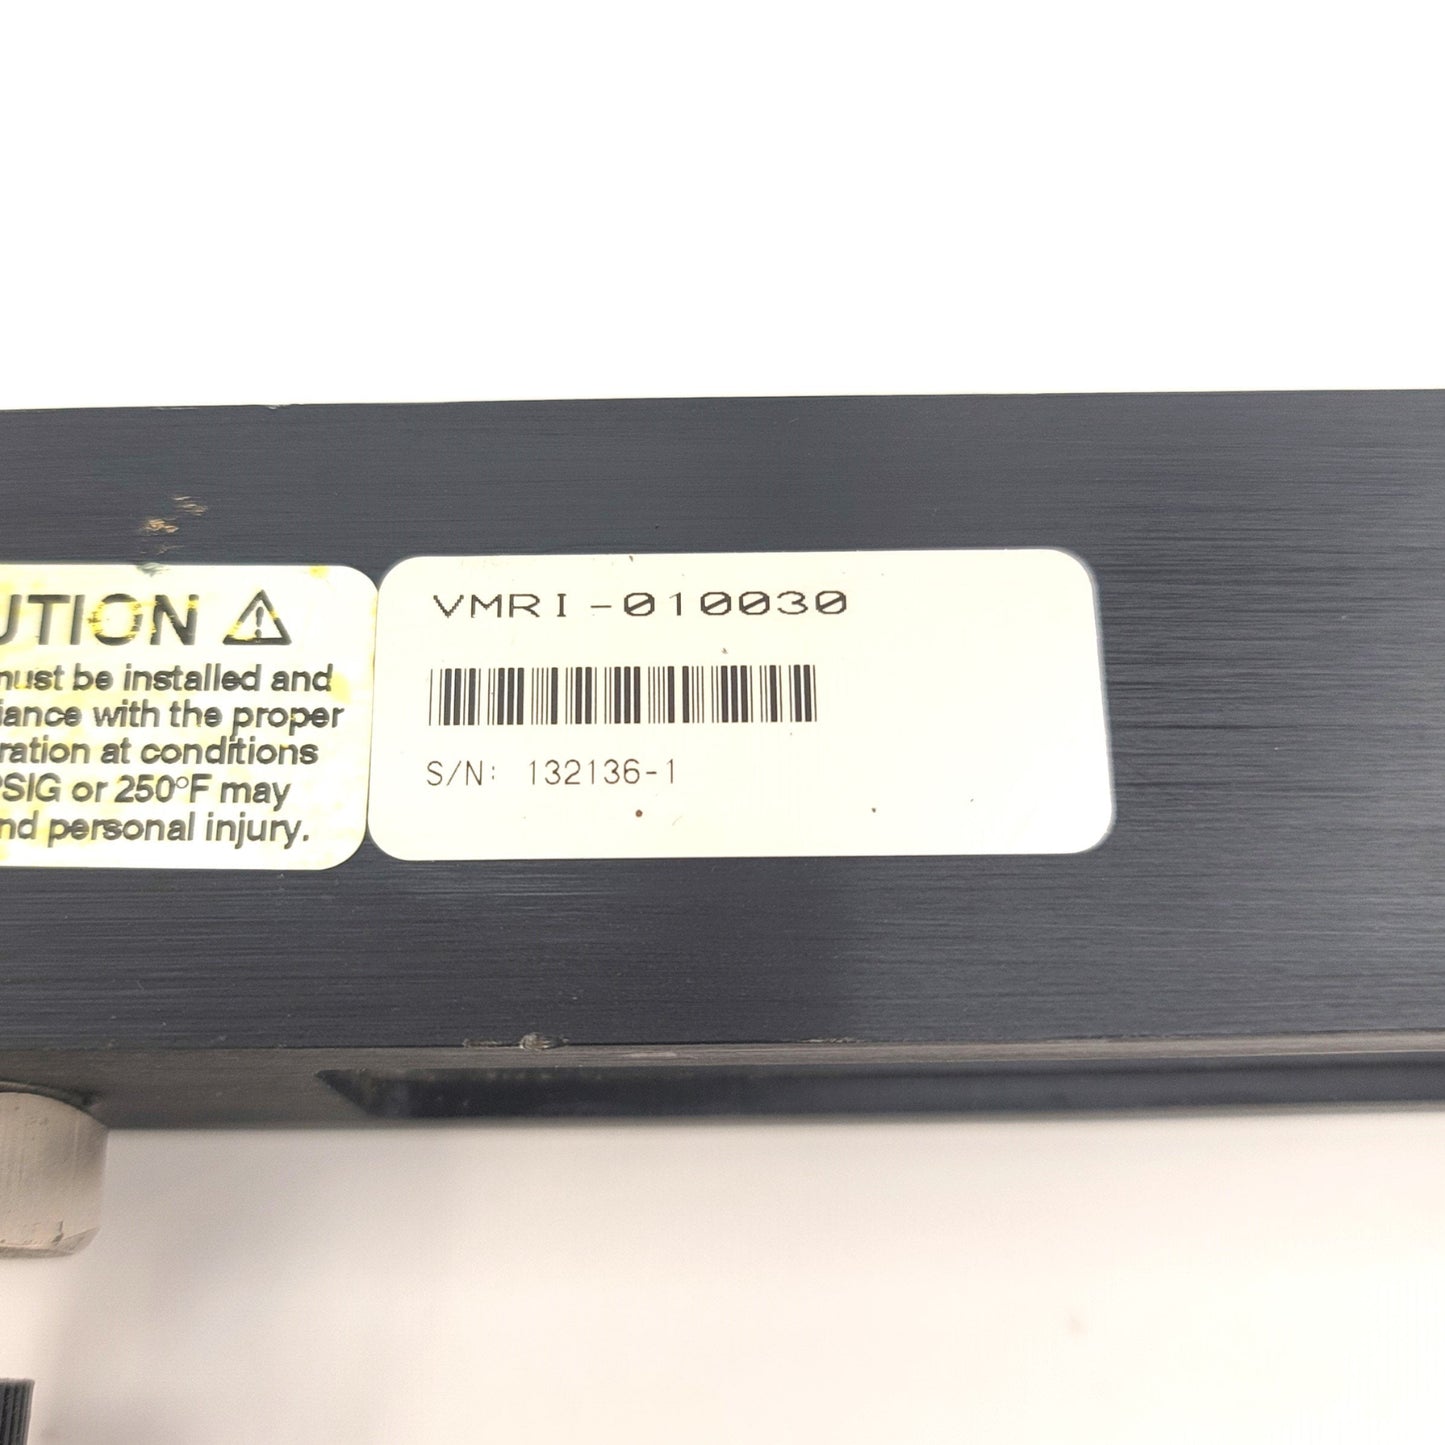 UTION
must be installed and
iance with the proper
ration at conditions
PSIG or 250°F may
nd personal injury.
VMRI-010030
S/N: 132136-1